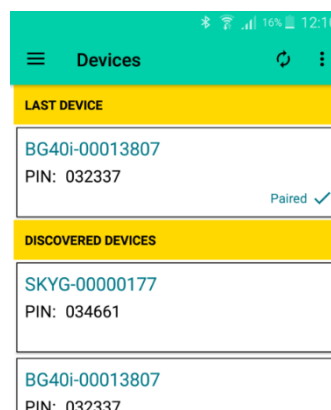 16% 12:10
Devices
LAST DEVICE
BG40i-00013807
PIN: 032337
Paired
DISCOVERED DEVICES
SKYG-00000177
PIN: 034661
BG40i-00013807
PIN: 032337